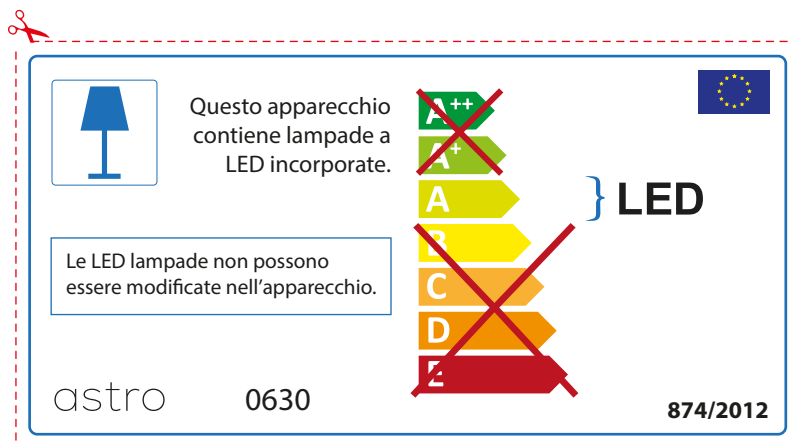 Questo apparecchio
contiene lampade a
LED incorporate.
A++
A+
A
B
C
D
E
LED
Le LED lampade non possono
essere modificate nell'apparecchio.
astro
0630
874/2012